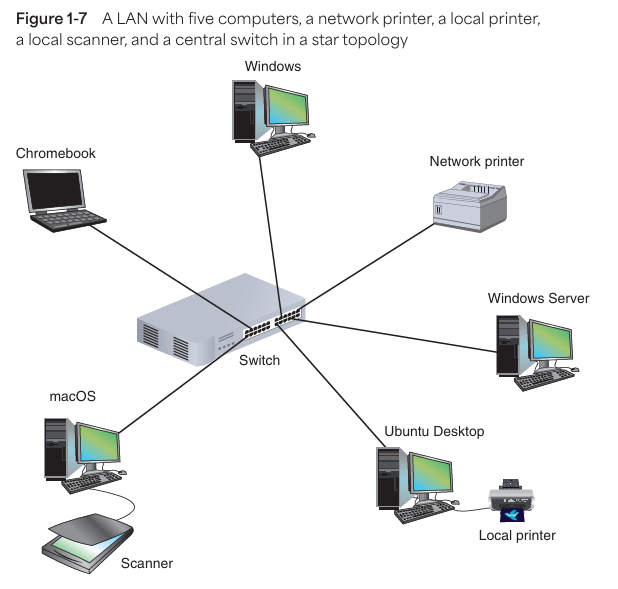 Figure 1-7 A LAN with five computers, a network printer, a local printer,
a local scanner, and a central switch in a star topology
Windows
Chromebook
Network printer
Windows Server
Switch
macOS
Ubuntu Desktop
Local printer
Scanner